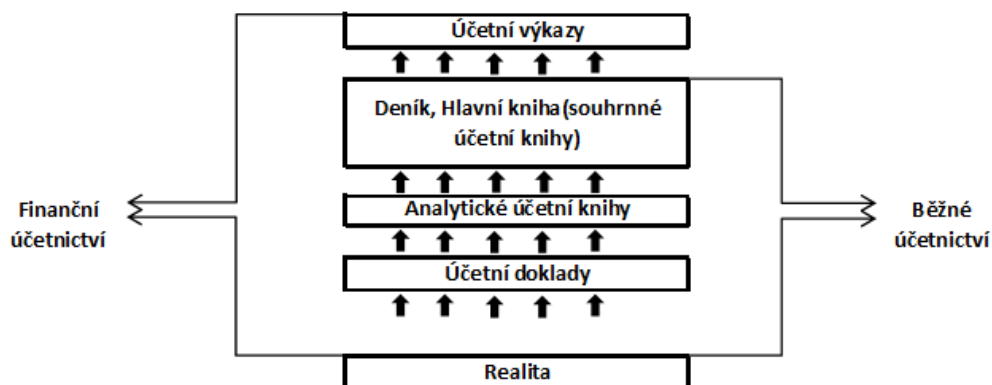 Účetní výkazy
Deník, Hlavní kniha(souhrnné
účetní knihy)
Analytické účetní knihy
Účetní doklady
Realita
Finanční
účetnictví
Běžné
účetnictví